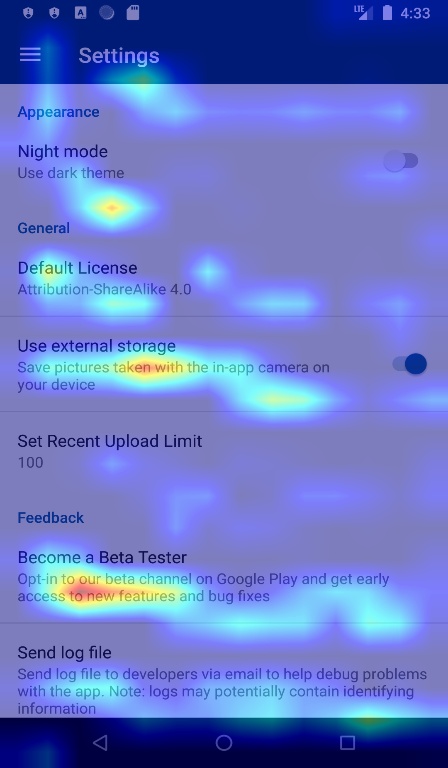 LTE 4:33
Settings
Appearance
Night mode
Use dark theme
General
Default License
Attribution-ShareAlike 4.0
Use external storage
Save pictures taken with the in-app camera on
your device
Set Recent Upload Limit
100
Feedback
Become a Beta Tester
Opt-in to our beta channel on Google Play and get early
access to new features and bug fixes
Send log file
Send log file to developers via email to help debug problems
with the app. Note: logs may potentially contain identifying
information